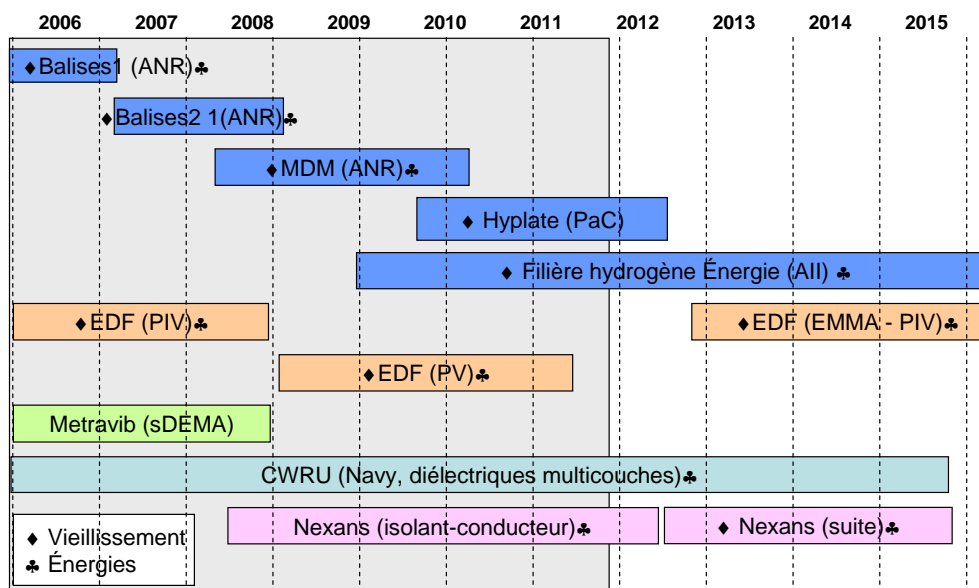 2006 2007 2008 2009 2010 2011 2012 2013 2014 2015
♦Balises1 (ANR)♣
♦Balises2 1(ANR)♣
♦MDM (ANR)♣
♦ Hyplate (PaC)
♦ Filière hydrogène Énergie (AII) ♣
♦EDF (PIV)♣ ♦EDF (EMMA - PIV)♣
♦EDF (PV)♣
Metravib (sDEMA)
CWRU (Navy, diélectriques multicouches)♣
Nexans (isolant-conducteur)♣ ♦ Nexans (suite)♣
♦ Vieillissement
♣ Énergies